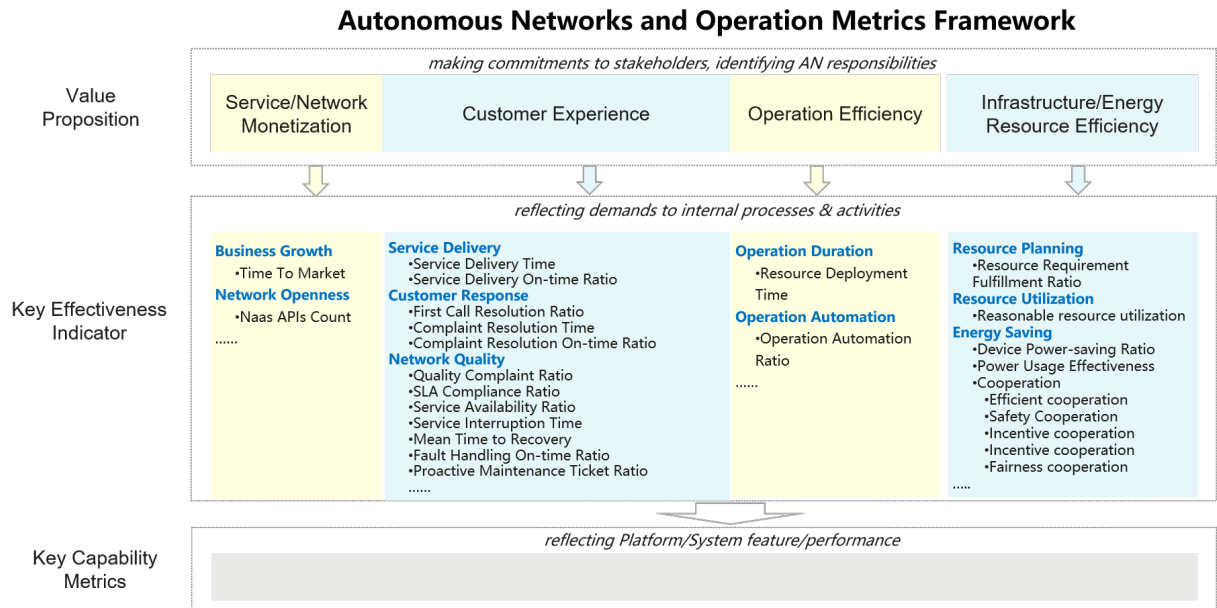 Autonomous Networks and Operation Metrics Framework
Value
Proposition
making commitments to stakeholders, identifying AN responsibilities
Service/Network
Monetization
Customer Experience
Operation Efficiency
Infrastructure/Energy
Resource Efficiency
Key Effectiveness
Indicator
reflecting demands to internal processes & activities
Business Growth
•Time To Market
Network Openness
•Naas APIs Count
......
Service Delivery
•Service Delivery Time
•Service Delivery On-time Ratio
Customer Response
•First Call Resolution Ratio
•Complaint Resolution Time
•Complaint Resolution On-time Ratio
Network Quality
•Quality Complaint Ratio
•SLA Compliance Ratio
•Service Availability Ratio
•Service Interruption Time
•Mean Time to Recovery
•Fault Handling On-time Ratio
•Proactive Maintenance Ticket Ratio
......
Operation Duration
•Resource Deployment
Time
Operation Automation
•Operation Automation
Ratio
......
Resource Planning
•Resource Requirement
Fulfillment Ratio
Resource Utilization
•Reasonable resource utilization
Energy Saving
•Device Power-saving Ratio
•Power Usage Effectiveness
•Cooperation
•Efficient cooperation
•Safety Cooperation
•Incentive cooperation
•Incentive cooperation
•Fairness cooperation
.....
Key Capability
Metrics
reflecting Platform/System feature/performance